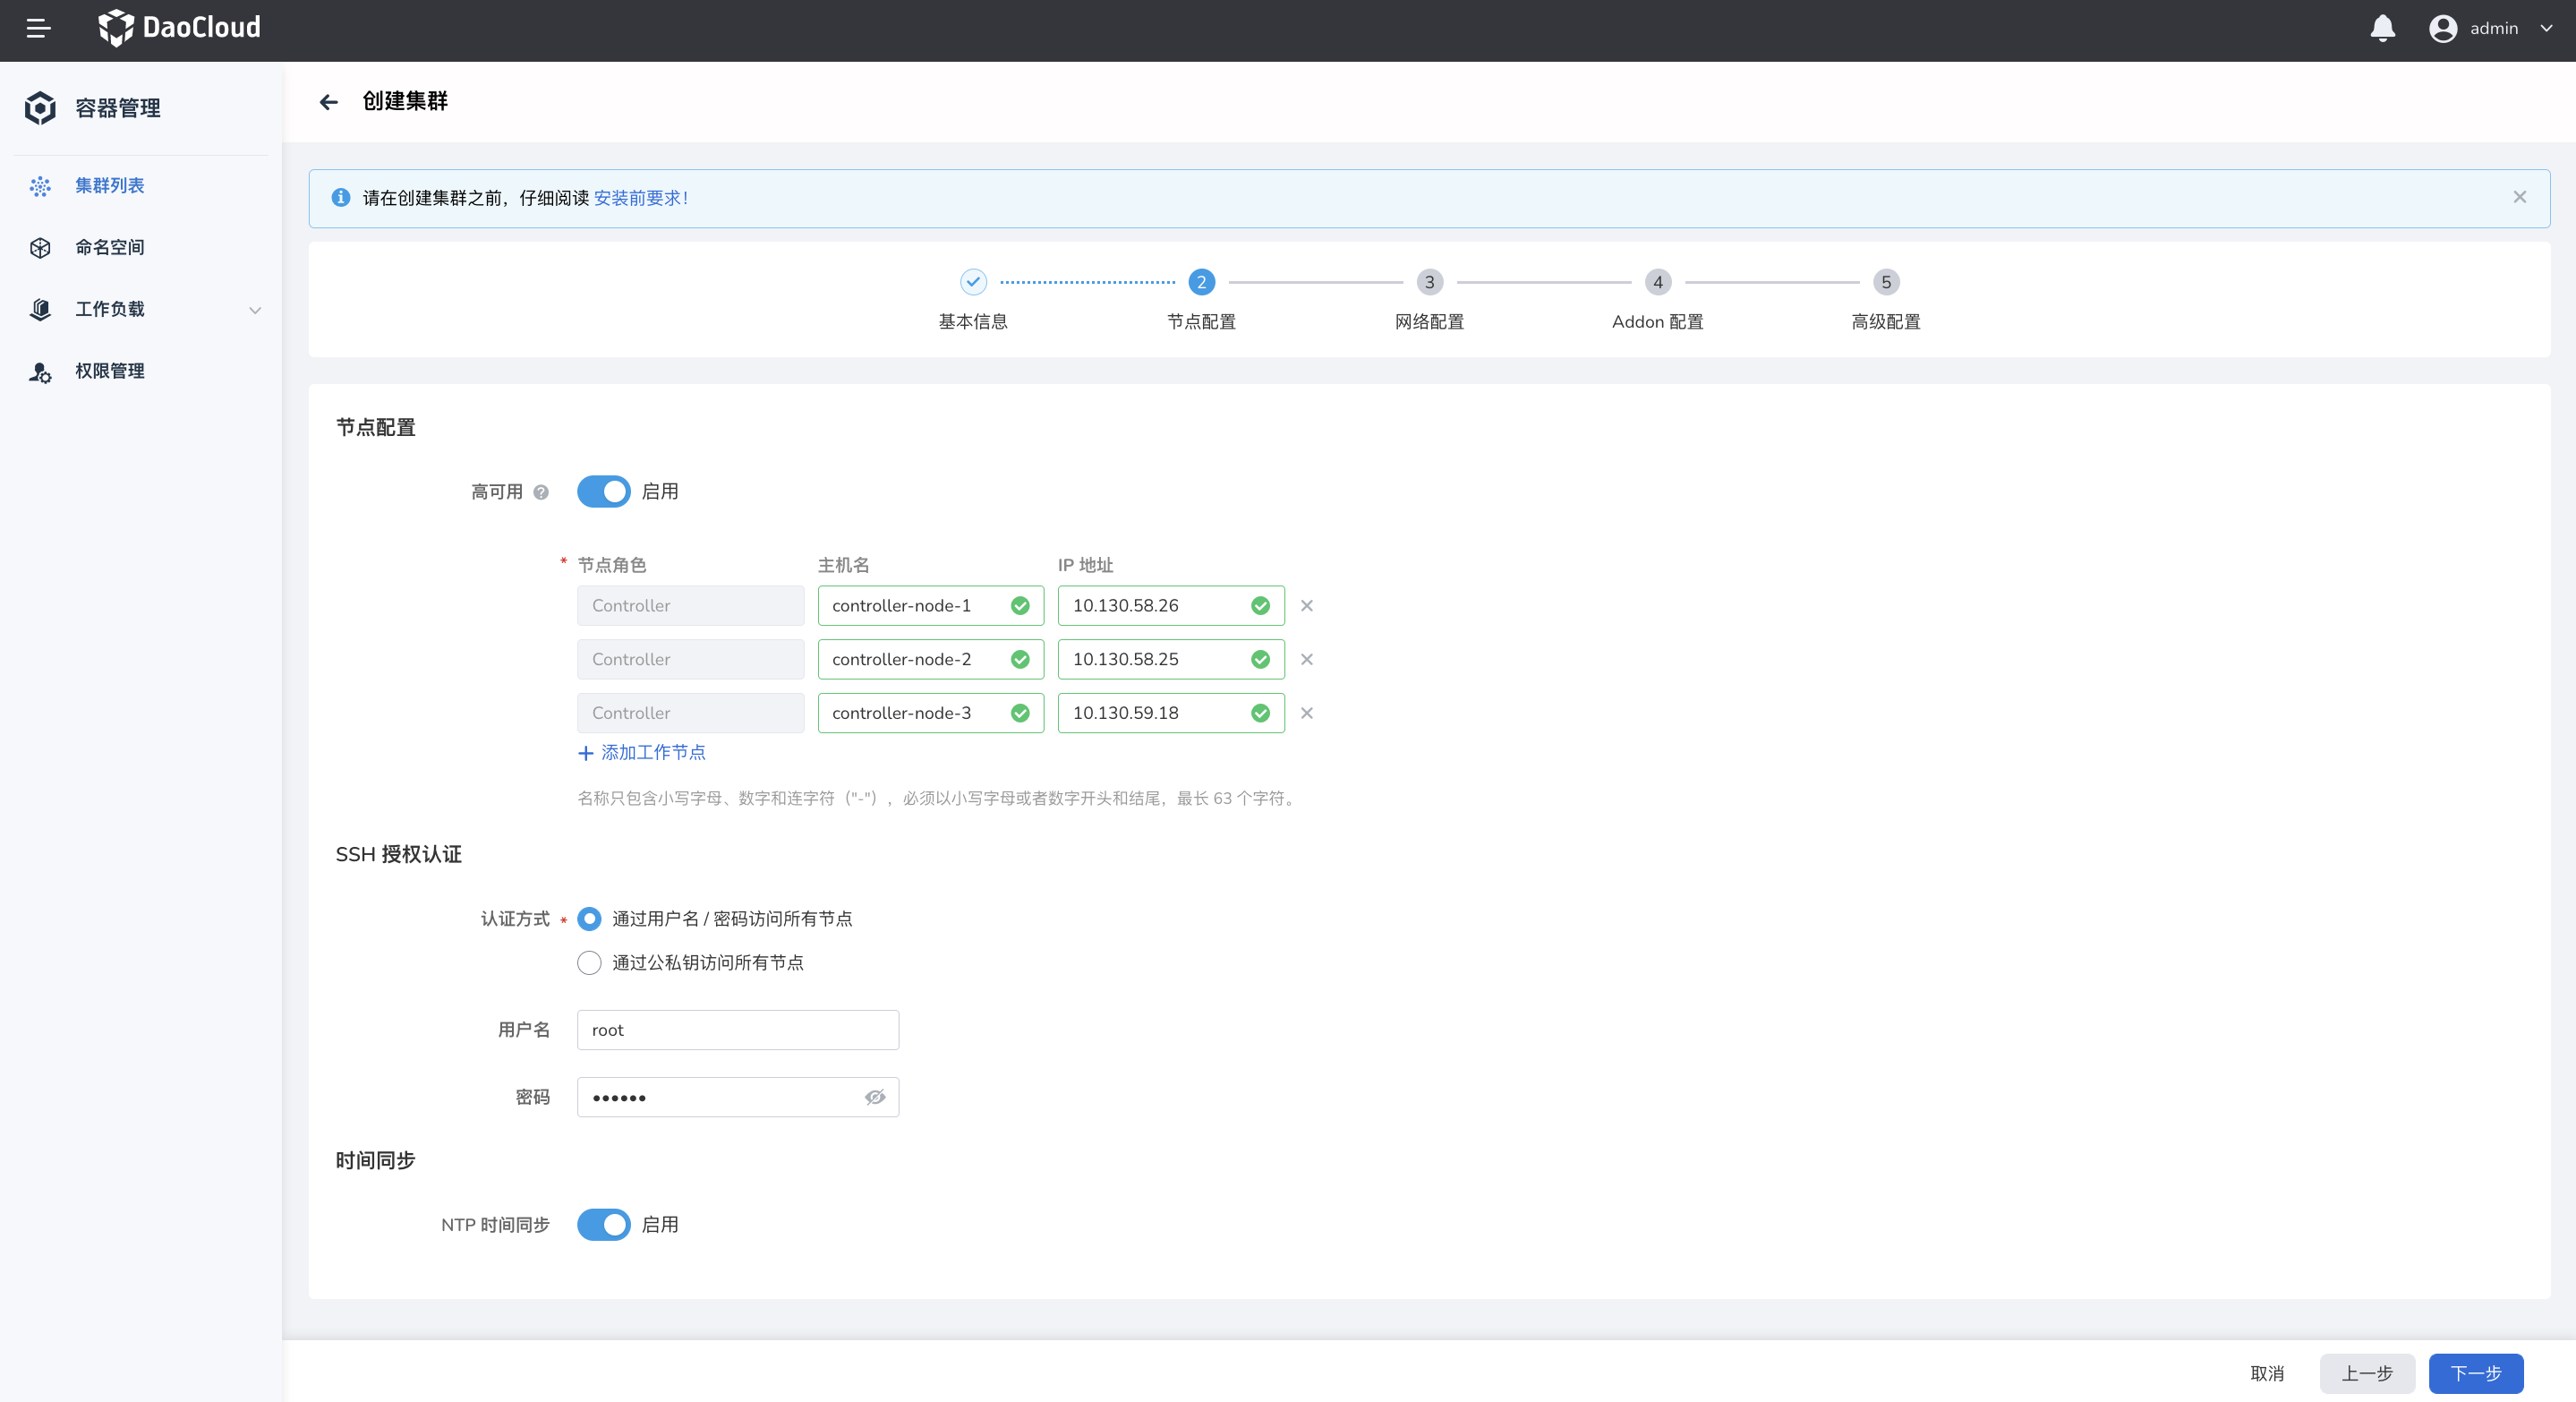 DaoCloud
admin
容器管理
集群列表
命名空间
工作负载
权限管理
创建集群
请在创建集群之前，仔细阅读 安装前要求！
2
3
4
5
基本信息
节点配置
网络配置
Addon 配置
高级配置
节点配置
高可用 ? 启用
* 节点角色 主机名 IP 地址
Controller controller-node-1 10.130.58.26
Controller controller-node-2 10.130.58.25
Controller controller-node-3 10.130.59.18
+ 添加工作节点
名称只包含小写字母、数字和连字符（"-"），必须以小写字母或者数字开头和结尾，最长 63 个字符。
SSH 授权认证
认证方式 * 通过用户名 / 密码访问所有节点
通过公私钥访问所有节点
用户名 root
密码 ••••••
时间同步
NTP 时间同步 启用
取消 上一步 下一步